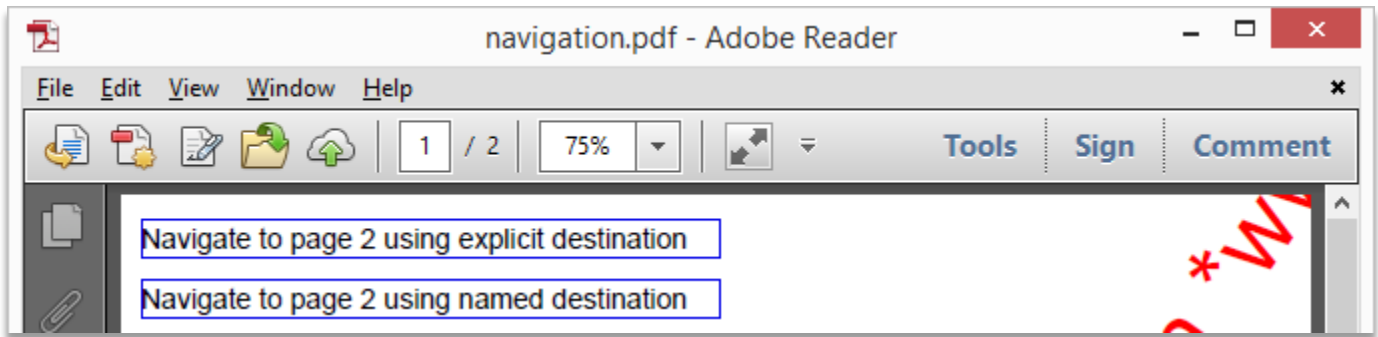 navigation.pdf - Adobe Reader
File Edit View Window Help
1 / 2 75% Tools Sign Comment
Navigate to page 2 using explicit destination
Navigate to page 2 using named destination